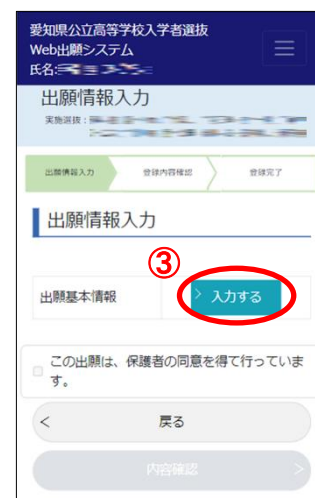 愛知県公立高等学校入学者選抜
Web出願システム
氏名:
出願情報入力
実施選抜：
出願情報入力 登録内容確認 登録完了
出願情報入力
③
出願基本情報 > 入力する
この出願は、保護者の同意を得て行っていま
す。
< 戻る
内容確認 >